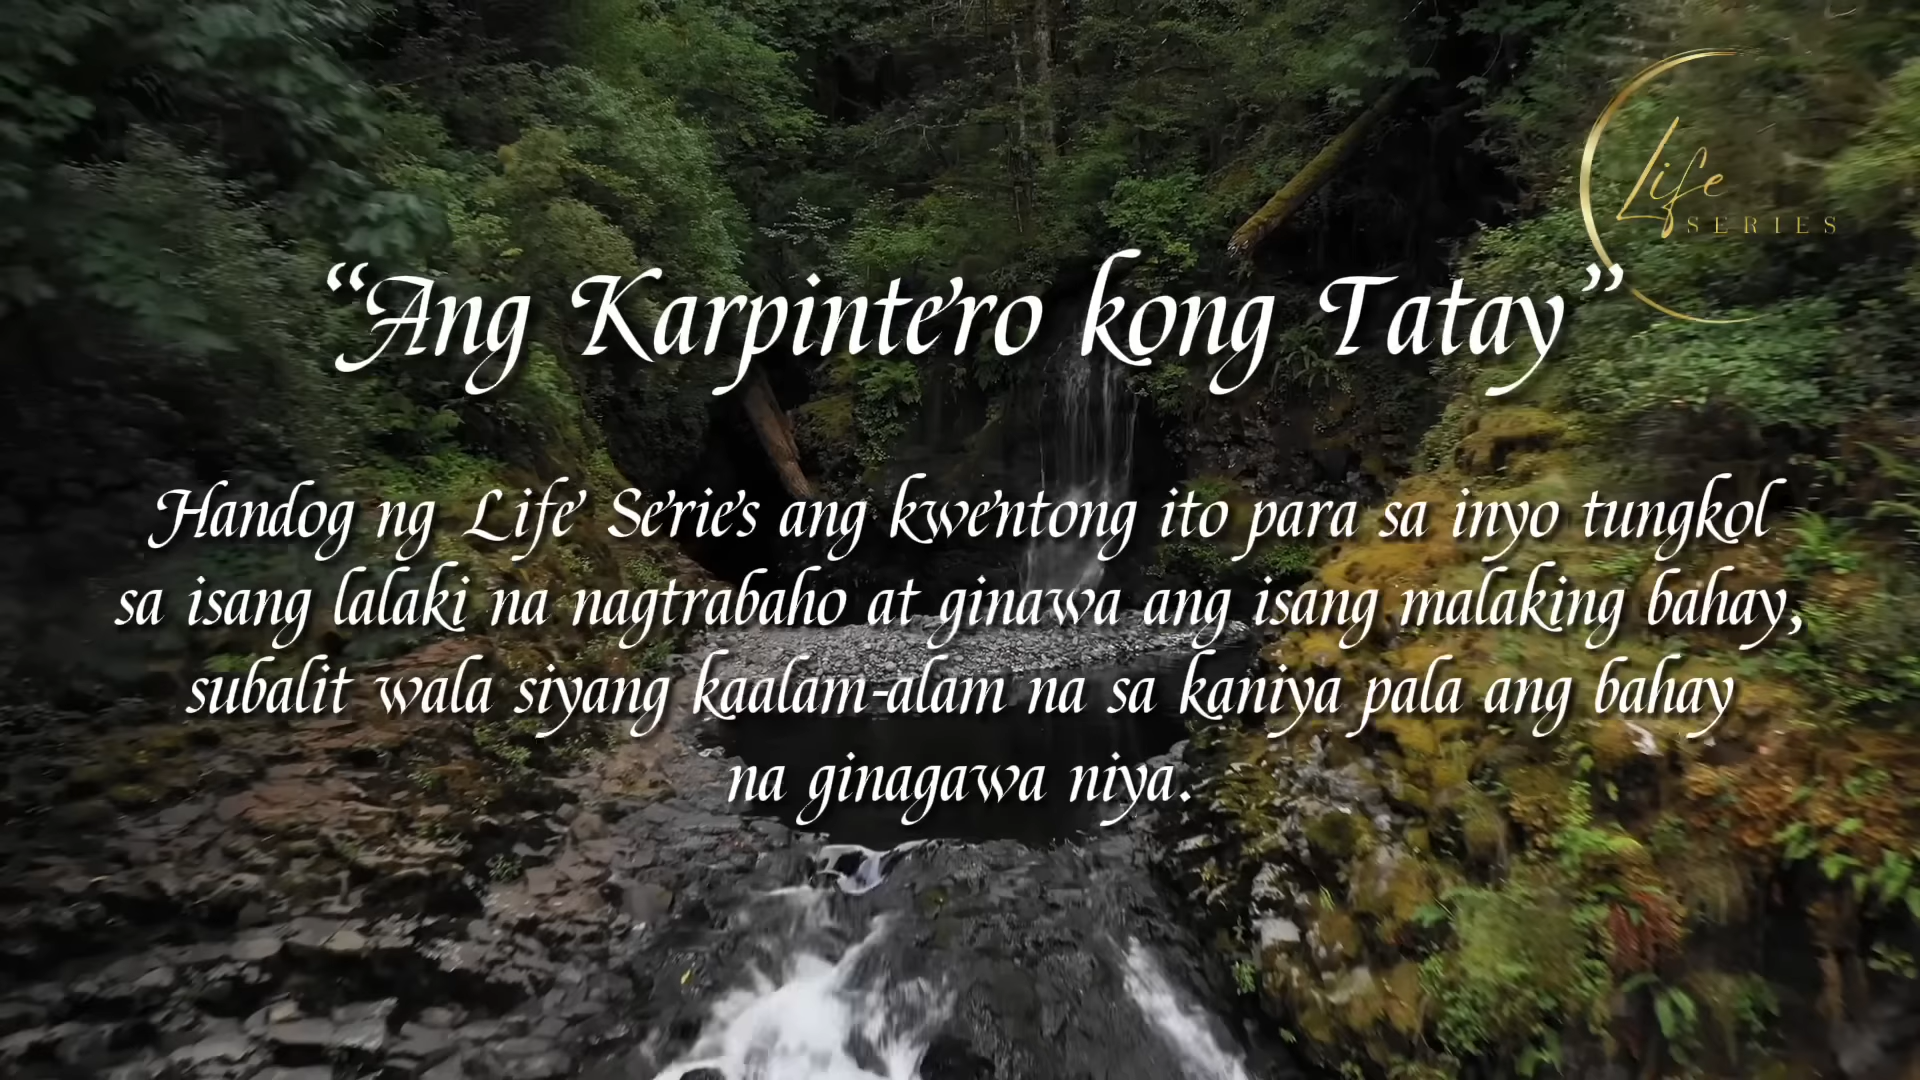 Life
SERIES
“Ang Karpintero kong Tatay”
Handog ng Life Series ang kwentong ito para sa inyo tungkol
sa isang lalaki na nagtrabaho at ginawa ang isang malaking bahay,
subalit wala siyang kaalam-alam na sa kaniya pala ang bahay
na ginagawa niya.